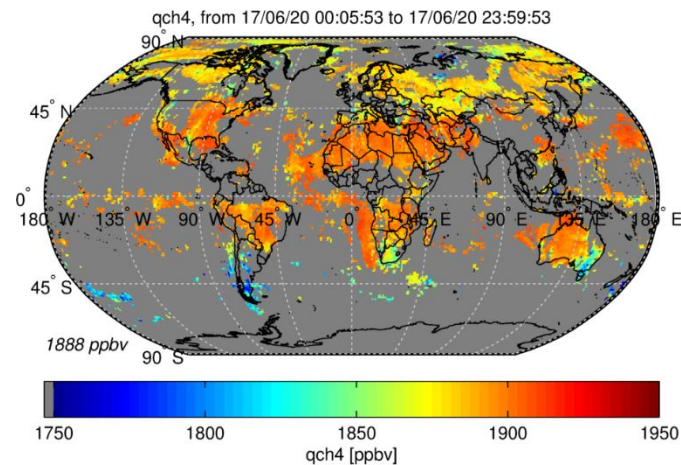 qch4, from 17/06/20 00:05:53 to 17/06/20 23:59:53
90° N
45° N
0°
180° W 135° W 90° W 45° W 0° 45° E 90° E 135° E 180° E
45° S
1888 ppbv
90° S
1750 1800 1850 1900 1950
qch4 [ppbv]